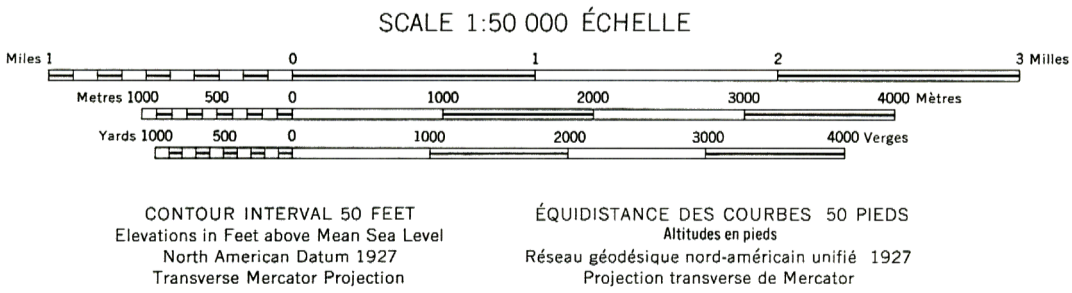 SCALE 1:50 000 ÉCHELLE
Miles 1 0 1 2 3 Milles
Metres 1000 500 0 1000 2000 3000 4000 Mètres
Yards 1000 500 0 1000 2000 3000 4000 Verges
CONTOUR INTERVAL 50 FEET
Elevations in Feet above Mean Sea Level
North American Datum 1927
Transverse Mercator Projection
ÉQUIDISTANCE DES COURBES 50 PIEDS
Altitudes en pieds
Réseau géodésique nord-américain unifié 1927
Projection transverse de Mercator